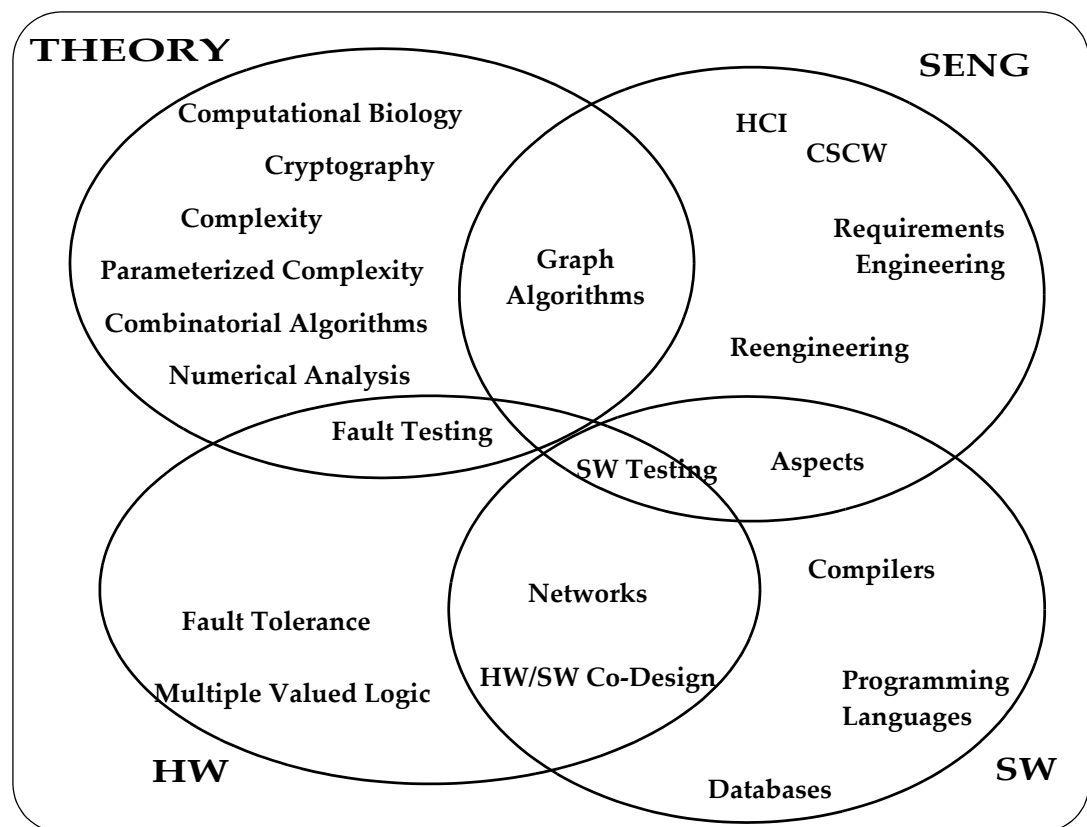 THEORY
SENG
Computational Biology
HCI
CSCW
Cryptography
Complexity
Requirements
Engineering
Parameterized Complexity
Graph
Algorithms
Combinatorial Algorithms
Reengineering
Numerical Analysis
Fault Testing
SW Testing
Aspects
Compilers
Networks
Fault Tolerance
HW/SW Co-Design
Multiple Valued Logic
Programming
Languages
HW
SW
Databases